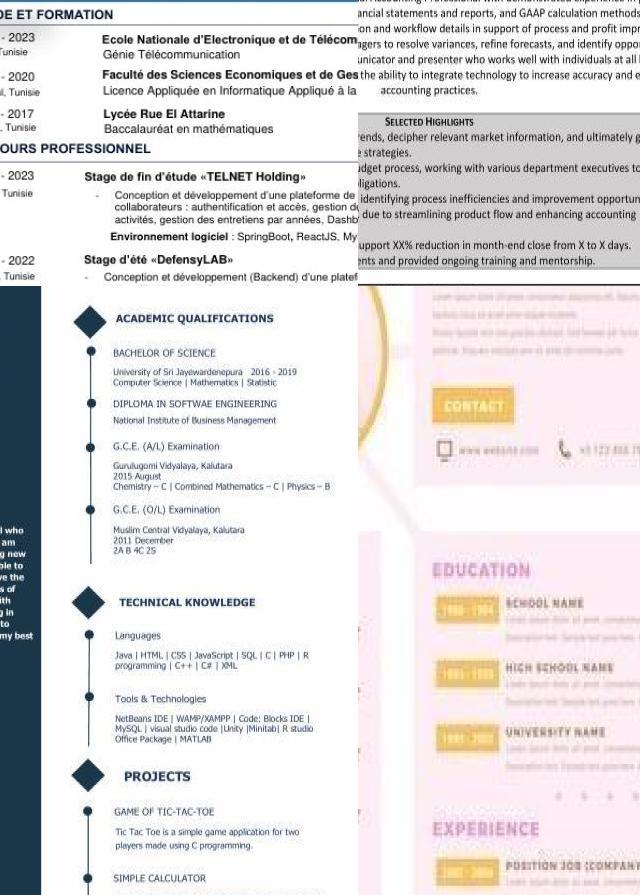 DE ET FORMATION
- 2023
Ecole Nationale d'Electronique et de Télécom
Tunisie
Génie Télécommunication
- 2020
Faculté des Sciences Economiques et de Ges
l, Tunisie
Licence Appliquée en Informatique Appliqué à la
- 2017
Lycée Rue El Attarine
, Tunisie
Baccalauréat en mathématiques
OURS PROFESSIONNEL
- 2023
Stage de fin d'étude «TELNET Holding»
Tunisie
- Conception et développement d'une plateforme de
collaborateurs : authentification et accès, gestion de
activités, gestion des entretiens par années, Dashb
Environnement logiciel : SpringBoot, ReactJS, My
- 2022
Stage d'été «DefensyLAB»
, Tunisie
- Conception et développement (Backend) d'une platef
ancial statements and reports, and GAAP calculation methods
on and workflow details in support of process and profit impr
agers to resolve variances, refine forecasts, and identify oppor
unicator and presenter who works well with individuals at all
the ability to integrate technology to increase accuracy and e
accounting practices.
SELECTED HIGHLIGHTS
rends, decipher relevant market information, and ultimately g
e strategies.
udget process, working with various department executives to
ligations.
identifying process inefficiencies and improvement opportun
due to streamlining product flow and enhancing accounting
upport XX% reduction in month-end close from X to X days.
ents and provided ongoing training and mentorship.
l who
am
g new
ble to
ve the
s of
ith
g in
to
my best
ACADEMIC QUALIFICATIONS
BACHELOR OF SCIENCE
University of Sri Jayewardenepura 2016 - 2019
Computer Science | Mathematics | Statistic
DIPLOMA IN SOFTWAE ENGINEERING
National Institute of Business Management
G.C.E. (A/L) Examination
Gurulugomi Vidyalaya, Kalutara
2015 August
Chemistry – C | Combined Mathematics – C | Physics – B
G.C.E. (O/L) Examination
Muslim Central Vidyalaya, Kalutara
2011 December
2A B 4C 2S
TECHNICAL KNOWLEDGE
Languages
Java | HTML | CSS | JavaScript | SQL | C | PHP | R
programming | C++ | C# | XML
Tools & Technologies
NetBeans IDE | WAMP/XAMPP | Code: Blocks IDE |
MySQL | visual studio code |Unity |Minitab| R studio
Office Package | MATLAB
PROJECTS
GAME OF TIC-TAC-TOE
Tic Tac Toe is a simple game application for two
players made using C programming.
SIMPLE CALCULATOR
CONTACT
www.website.com
EDUCATION
SCHOOL NAME
HIGH SCHOOL NAME
UNIVERSITY NAME
EXPERIENCE
POSITION JOB (COMPANY